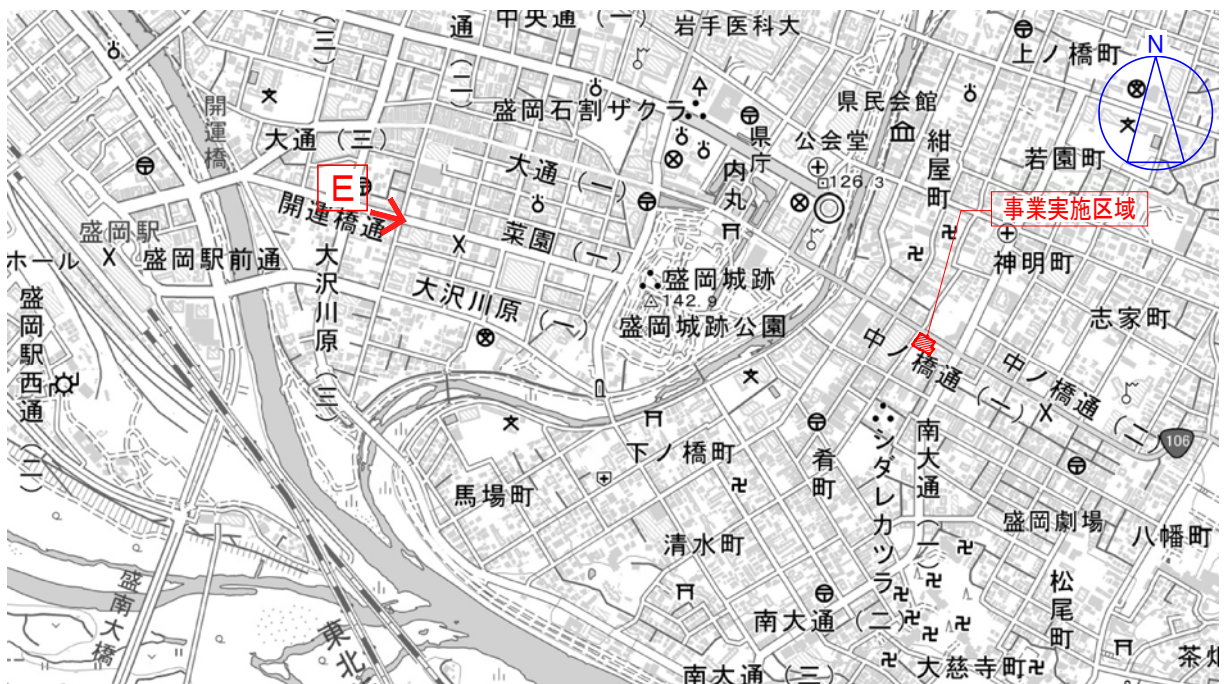 中央通(一)
岩手医科大
上ノ橋町
N
(三)
通(二)
盛岡石割ザクラ
県民会館
公会堂
県庁
紺屋町
若園町
開運橋
大通(三)
大通(一)
内丸
126.3
E
開運橋通
菜園(一)
事業実施区域
神明町
盛岡駅
ホール
盛岡駅前通
大沢川原(三)
大沢川原(一)
盛岡城跡
142.9
盛岡城跡公園
志家町
盛岡駅西通(二)
中ノ橋通(一)
中ノ橋通(二)
106
下ノ橋町
肴町
シダレカツラ
南大通(一)
馬場町
盛岡劇場
八幡町
清水町
盛南大橋
松尾町
南大通(二)
東北
南大通(三)
大慈寺町
茶畑